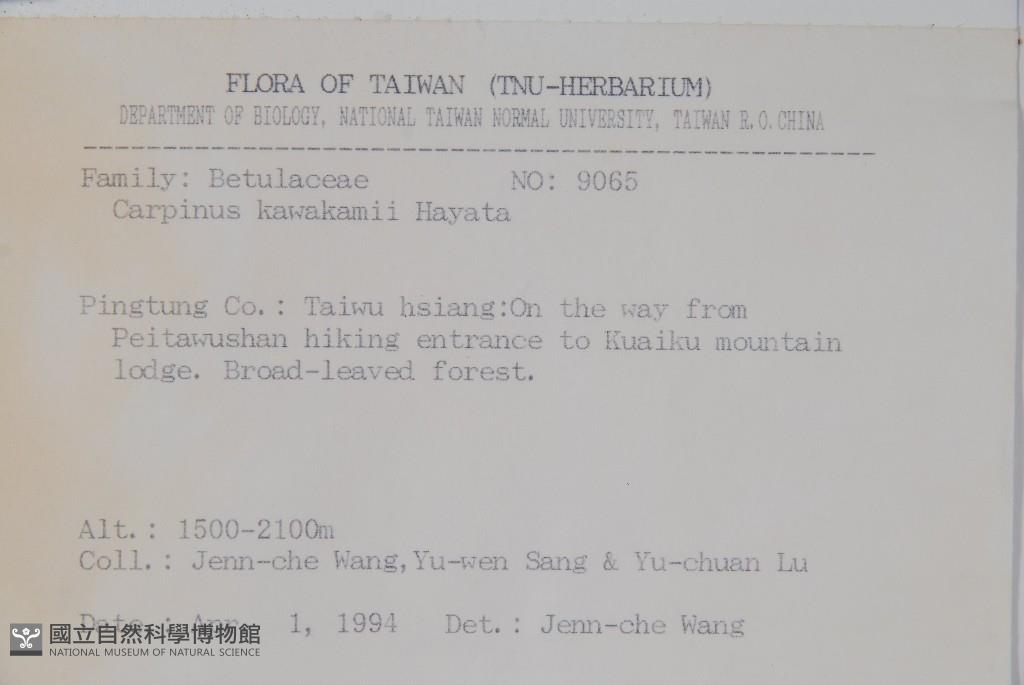 FLORA OF TAIWAN (TNU-HERBARIUM)
DEPARTMENT OF BIOLOGY, NATIONAL TAIWAN NORMAL UNIVERSITY, TAIWAN R.O.CHINA
Family: Betulaceae NO: 9065
Carpinus kawakamii Hayata
Pingtung Co.: Taiwu hsiang:On the way from
Peitawushan hiking entrance to Kuaiku mountain
lodge. Broad-leaved forest.
Alt.: 1500-2100m
Coll.: Jenn-che Wang,Yu-wen Sang & Yu-chuan Lu
Date.: 1, 1994 Det.: Jenn-che Wang
國立自然科學博物館
NATIONAL MUSEUM OF NATURAL SCIENCE